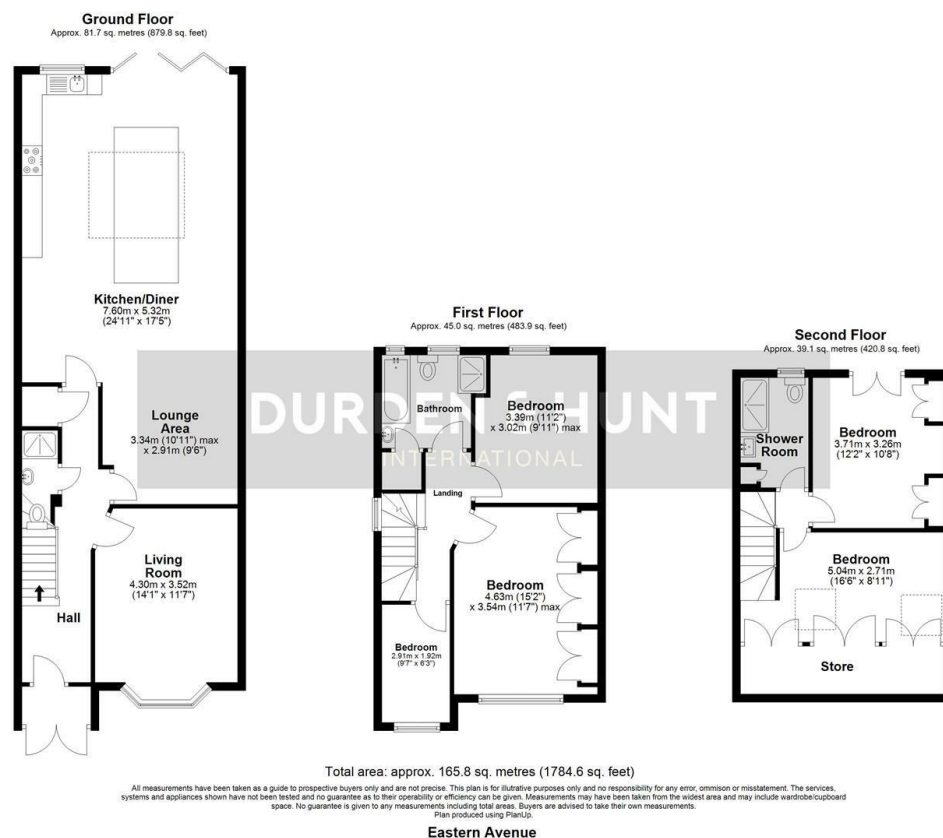 Ground Floor
Approx. 81.7 sq. metres (879.8 sq. feet)
Kitchen/Diner
7.60m x 5.32m
(24'11" x 17'5")
Lounge
Area
3.34m (10'11") max
x 2.91m (9'6")
Living
Room
4.30m x 3.52m
(14'1" x 11'7")
Hall
First Floor
Approx. 45.0 sq. metres (483.9 sq. feet)
Bathroom
Bedroom
3.39m (11'2")
x 3.02m (9'11") max
Landing
Bedroom
4.63m (15'2")
x 3.54m (11'7") max
Bedroom
2.91m x 1.92m
(9'7" x 6'3")
Second Floor
Approx. 39.1 sq. metres (420.8 sq. feet)
Shower
Room
Bedroom
3.71m x 3.26m
(12'2" x 10'8")
Bedroom
5.04m x 2.71m
(16'6" x 8'11")
Store
DURDEN & HUNT
INTERNATIONAL
Total area: approx. 165.8 sq. metres (1784.6 sq. feet)
All measurements have been taken as a guide to prospective buyers only and are not precise. This plan is for illutrative purposes only and no responsibility for any error, ommison or misstatement. The services,
systems and appliances shown have not been tested and no guarantee as to their operability or efficiency can be given. Measurements may have been taken from the widest area and may include wardrobe/cupboard
space. No guarantee is given to any measurements including total areas. Buyers are advised to take their own measurements.
Plan produced using PlanUp.
Eastern Avenue